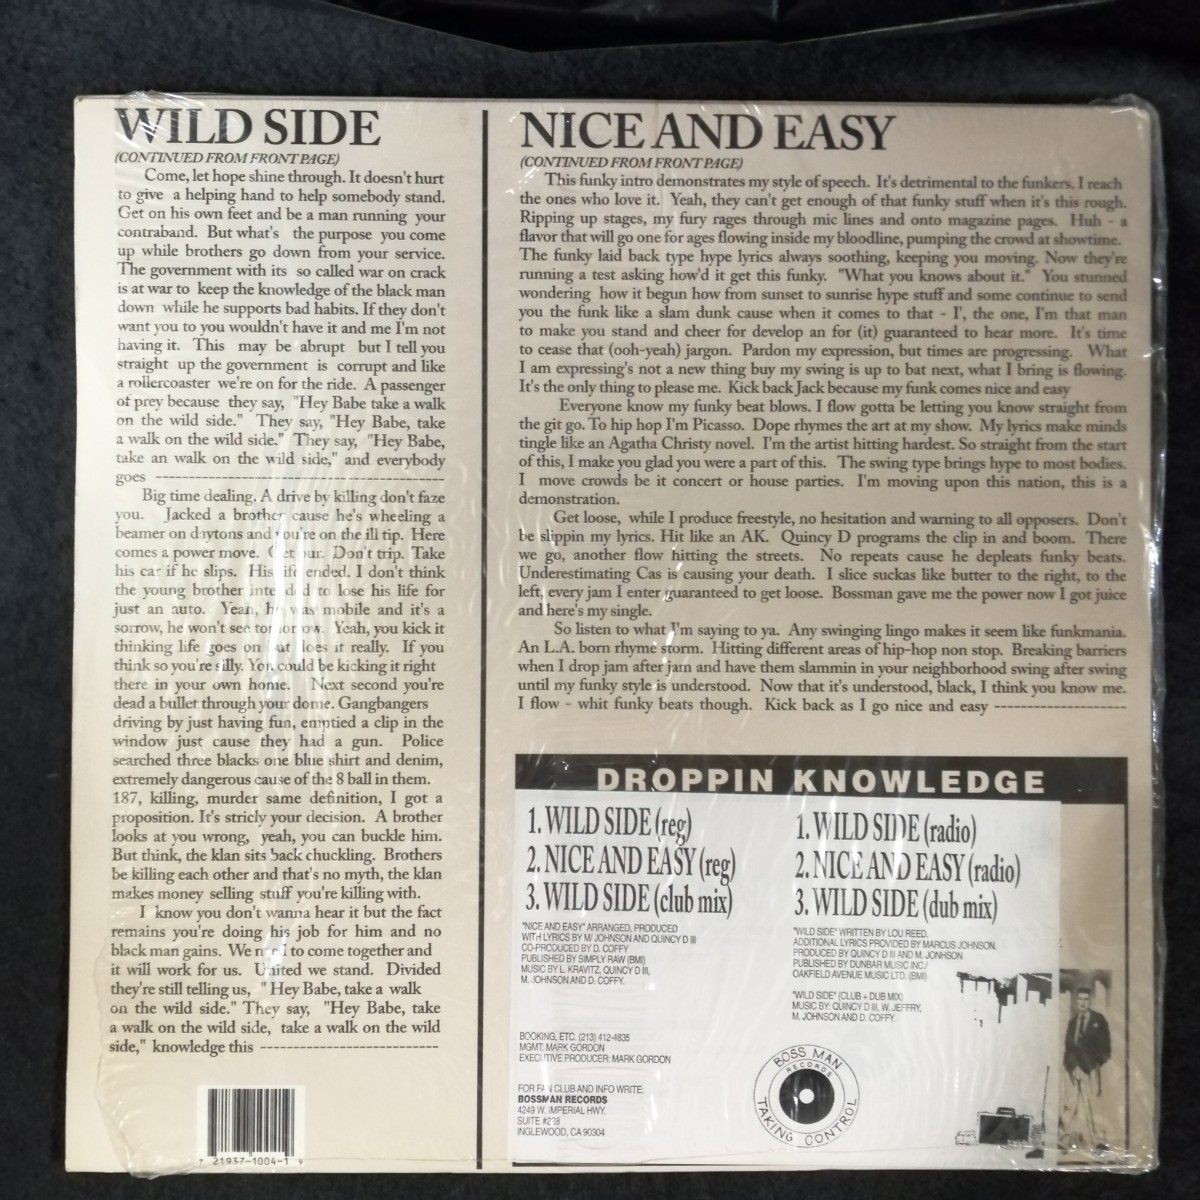 WILD SIDE
(CONTINUED FROM FRONT PAGE)
Come, let hope shine through. It doesn't hurt
to give a helping hand to help somebody stand.
Get on his own feet and be a man running your
contraband. But what's the purpose you come
up while brothers go down from your service.
The government with its so called war on crack
is at war to keep the knowledge of the black man
down while he supports bad habits. If they don't
want you to you wouldn't have it and me I'm not
having it. This may be abrupt but I tell you
straight up the government is corrupt and like
a rollercoaster we're on for the ride. A passenger
of prey because they say, "Hey Babe take a walk
on the wild side." They say, "Hey Babe, take
a walk on the wild side." They say, "Hey Babe,
take an walk on the wild side," and everybody
goes --------------------------------------------
Big time dealing. A drive by killing don't faze
you. Jacked a brother cause he's wheeling a
beamer on daytons and you're on the ill tip. Here
comes a power move. Get our. Don't trip. Take
his car if he slips. His life ended. I don't think
the young brother intended to lose his life for
just an auto. Yeah, he was mobile and it's a
sorrow, he won't see tomorrow. Yeah, you kick it
thinking life goes on but does it really. If you
think so you're silly. You could be kicking it right
there in your own home. Next second you're
dead a bullet through your dome. Gangbangers
driving by just having fun, emptied a clip in the
window just cause they had a gun. Police
searched three blacks one blue shirt and denim,
extremely dangerous cause of the 8 ball in them.
187, killing, murder same definition, I got a
proposition. It's stricly your decision. A brother
looks at you wrong, yeah, you can buckle him.
But think, the klan sits back chuckling. Brothers
be killing each other and that's no myth, the klan
makes money selling stuff you're killing with.
I know you don't wanna hear it but the fact
remains you're doing his job for him and no
black man gains. We need to come together and
it will work for us. United we stand. Divided
they're still telling us, "Hey Babe, take a walk
on the wild side." They say, "Hey Babe, take
a walk on the wild side, take a walk on the wild
side," knowledge this ---------------------------
7 21937-1004-1 9
NICE AND EASY
(CONTINUED FROM FRONT PAGE)
This funky intro demonstrates my style of speech. It's detrimental to the funkers. I reach
the ones who love it. Yeah, they can't get enough of that funky stuff when it's this rough.
Ripping up stages, my fury rages through mic lines and onto magazine pages. Huh - a
flavor that will go one for ages flowing inside my bloodline, pumping the crowd at showtime.
The funky laid back type hype lyrics always soothing, keeping you moving. Now they're
running a test asking how'd it get this funky. "What you knows about it." You stunned
wondering how it begun how from sunset to sunrise hype stuff and some continue to send
you the funk like a slam dunk cause when it comes to that - I', the one, I'm that man
to make you stand and cheer for develop an for (it) guaranteed to hear more. It's time
to cease that (ooh-yeah) jargon. Pardon my expression, but times are progressing. What
I am expressing's not a new thing buy my swing is up to bat next, what I bring is flowing.
It's the only thing to please me. Kick back Jack because my funk comes nice and easy
Everyone know my funky beat blows. I flow gotta be letting you know straight from
the git go. To hip hop I'm Picasso. Dope rhymes the art at my show. My lyrics make minds
tingle like an Agatha Christy novel. I'm the artist hitting hardest. So straight from the start
of this, I make you glad you were a part of this. The swing type brings hype to most bodies.
I move crowds be it concert or house parties. I'm moving upon this nation, this is a
demonstration.
Get loose, while I produce freestyle, no hesitation and warning to all opposers. Don't
be slippin my lyrics. Hit like an AK. Quincy D programs the clip in and boom. There
we go, another flow hitting the streets. No repeats cause he depleats funky beats.
Underestimating Cas is causing your death. I slice suckas like butter to the right, to the
left, every jam I enter guaranteed to get loose. Bossman gave me the power now I got juice
and here's my single.
So listen to what I'm saying to ya. Any swinging lingo makes it seem like funkmania.
An L.A. born rhyme storm. Hitting different areas of hip-hop non stop. Breaking barriers
when I drop jam after jam and have them slammin in your neighborhood swing after swing
until my funky style is understood. Now that it's understood, black, I think you know me.
I flow - whit funky beats though. Kick back as I go nice and easy --------------------
DROPPIN KNOWLEDGE
1. WILD SIDE (reg)
2. NICE AND EASY (reg)
3. WILD SIDE (club mix)
"NICE AND EASY" ARRANGED, PRODUCED
WITH LYRICS BY M/ JOHNSON AND QUINCY D III
CO-PRODUCED BY D. COFFY
PUBLISHED BY SIMPLY RAW (BMI)
MUSIC BY L. KRAVITZ, QUINCY D III,
M. JOHNSON AND D. COFFY.
BOOKING, ETC. (213) 412-4835
MGMT: MARK GORDON
EXECUTIVE PRODUCER: MARK GORDON
FOR FAN CLUB AND INFO WRITE:
BOSSMAN RECORDS
4249 W. IMPERIAL HWY.
SUITE
INGLEWOOD, CA 90304
1. WILD SIDE (radio)
2. NICE AND EASY (radio)
3. WILD SIDE (dub mix)
"WILD SIDE" WRITTEN BY LOU REED.
ADDITIONAL LYRICS PROVIDED BY MARCUS JOHNSON.
PRODUCED BY QUINCY D III AND M. JONHSON
PUBLISHED BY DUNBAR MUSIC INC./
OAKFIELD AVENUE MUSIC LTD. (BMI)
"WILD SIDE" (CLUB + DUB MIX)
MUSIC BY: QUINCY D III, W. JEFFRY,
M. JOHNSON AND D. COFFY.
BOSS MAN
RECORDS
TAKING CONTROL